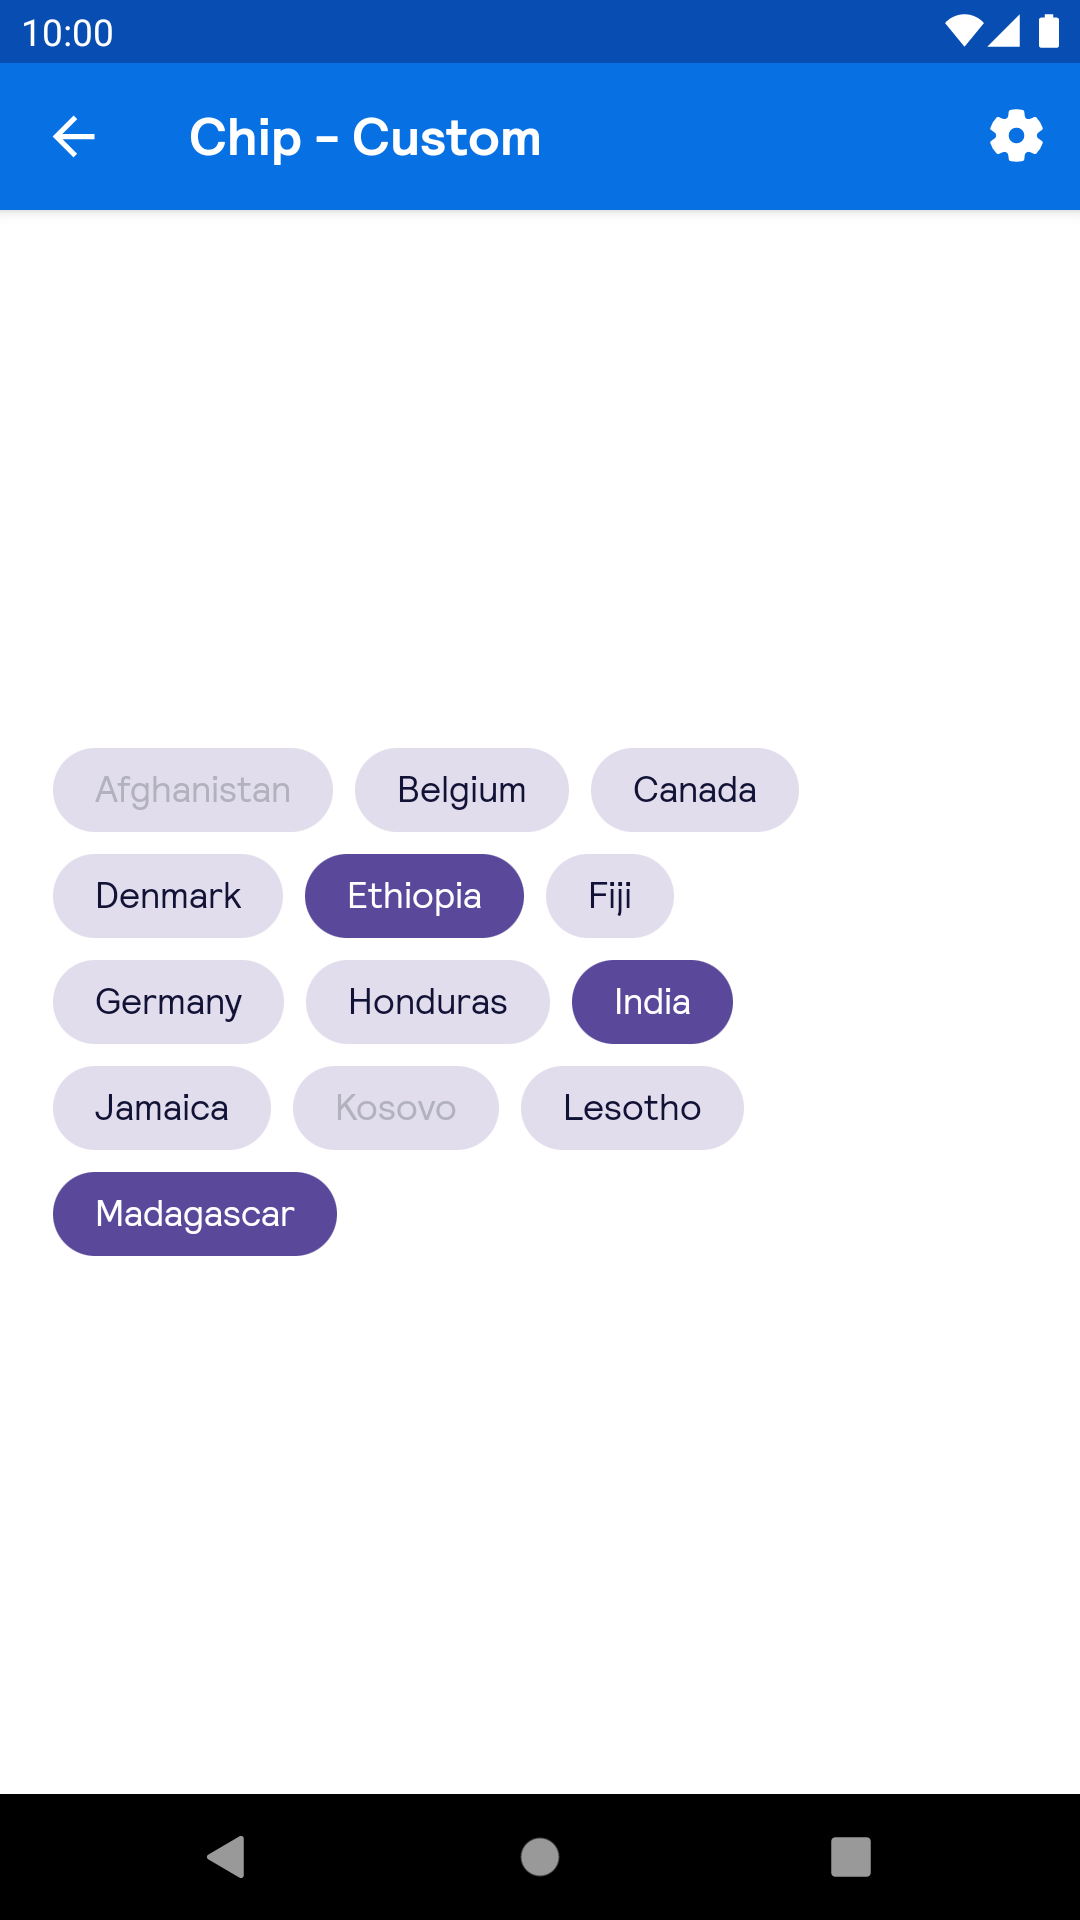 10:00
Chip - Custom
Afghanistan Belgium Canada
Denmark Ethiopia Fiji
Germany Honduras India
Jamaica Kosovo Lesotho
Madagascar